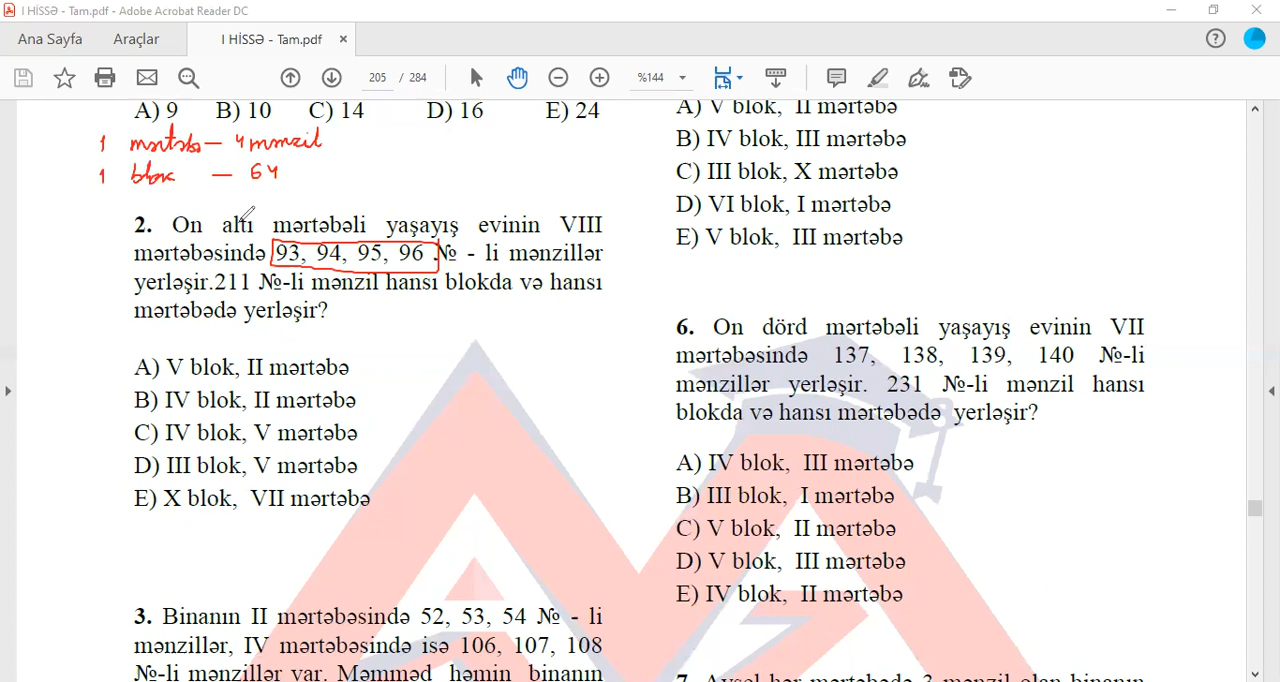 I HİSSƏ - Tam.pdf - Adobe Acrobat Reader DC
Ana Sayfa Araçlar I HİSSƏ - Tam.pdf ×
205 / 284 %144
A) 9 B) 10 C) 14 D) 16 E) 24
1 mərtəbə — 4 mənzil
1 blok — 64
2. On altı mərtəbəli yaşayış evinin VIII
mərtəbəsində 93, 94, 95, 96 № - li mənzillər
yerləşir.211 №-li mənzil hansı blokda və hansı
mərtəbədə yerləşir?
A) V blok, II mərtəbə
B) IV blok, II mərtəbə
C) IV blok, V mərtəbə
D) III blok, V mərtəbə
E) X blok, VII mərtəbə
3. Binanın II mərtəbəsində 52, 53, 54 № - li
mənzillər, IV mərtəbəsində isə 106, 107, 108
№-li mənzillər var. Məmməd həmin binanın
A) V blok, II mərtəbə
B) IV blok, III mərtəbə
C) III blok, X mərtəbə
D) VI blok, I mərtəbə
E) V blok, III mərtəbə
6. On dörd mərtəbəli yaşayış evinin VII
mərtəbəsində 137, 138, 139, 140 №-li
mənzillər yerləşir. 231 №-li mənzil hansı
blokda və hansı mərtəbədə yerləşir?
A) IV blok, III mərtəbə
B) III blok, I mərtəbə
C) V blok, II mərtəbə
D) V blok, III mərtəbə
E) IV blok, II mərtəbə
7. Aysel hər mərtəbədə 3 mənzil olan binanın